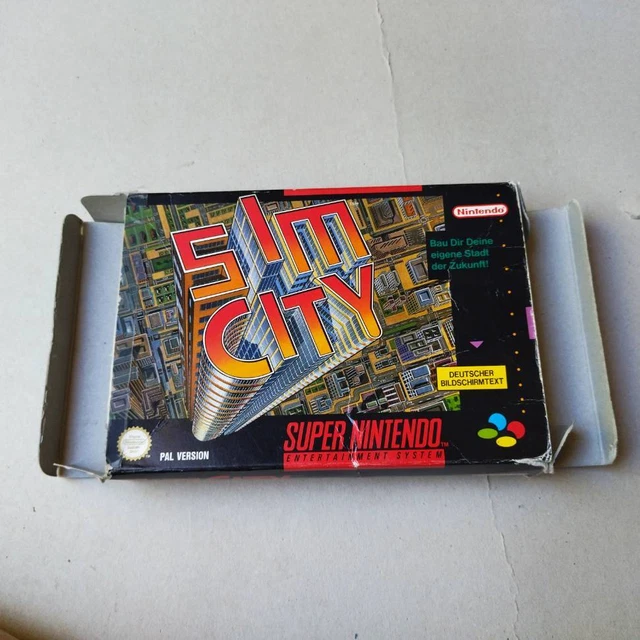 SIM
CITY
Nintendo
Bau Dir Deine
eigene Stadt
der Zukunft!
DEUTSCHER
BILDSCHIRMTEXT
PAL VERSION
SUPER NINTENDO
ENTERTAINMENT SYSTEM